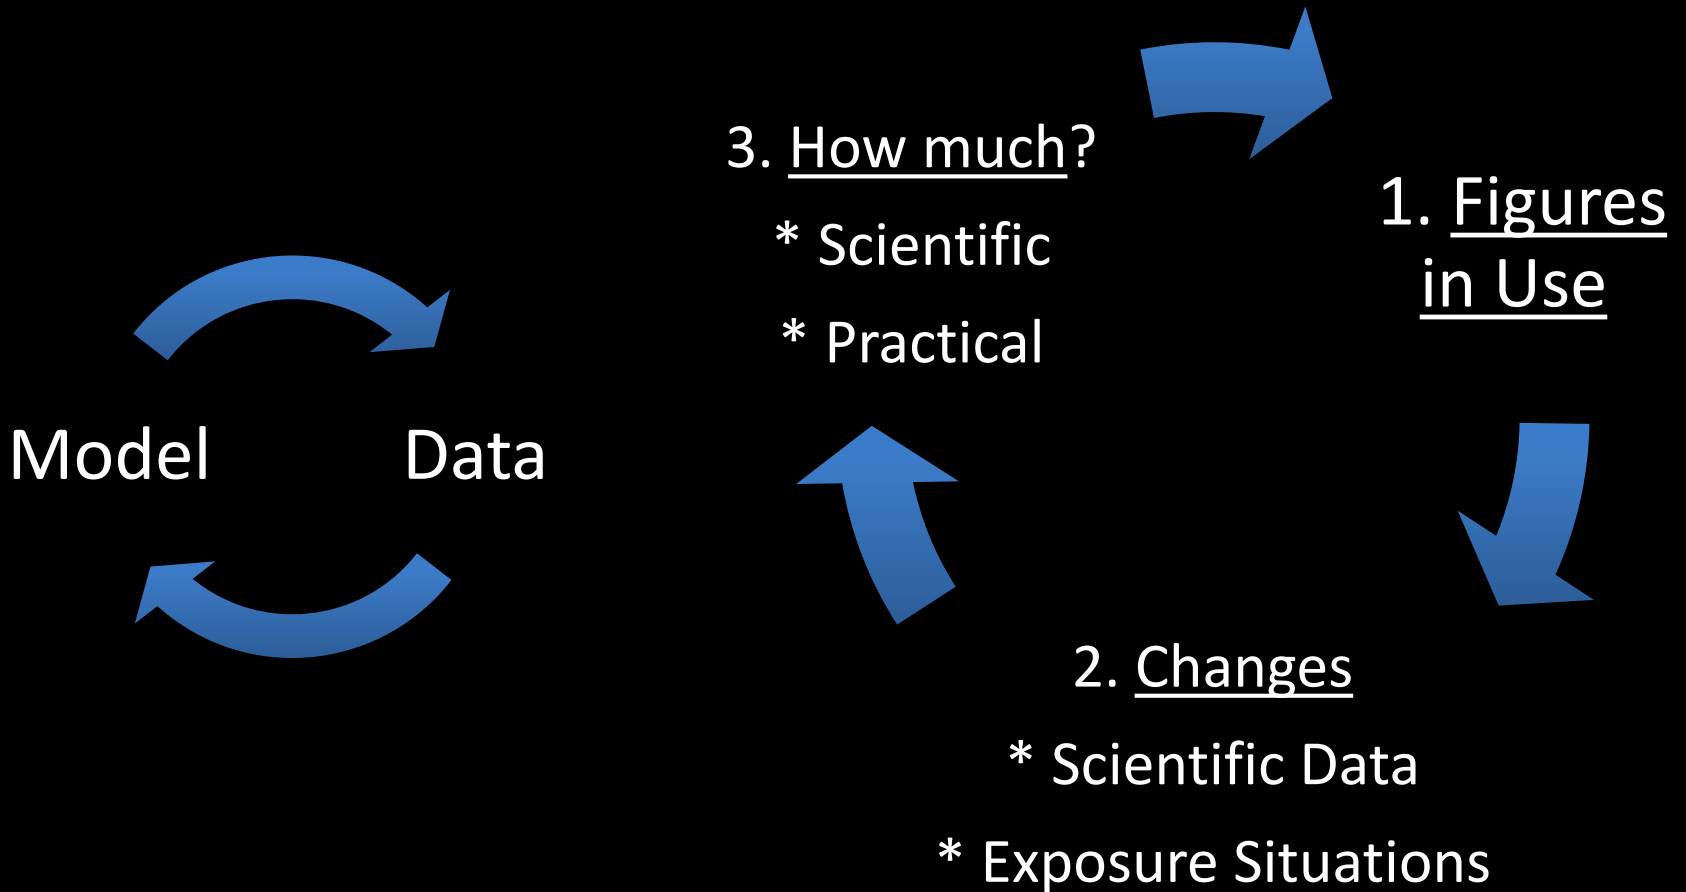 Model
Data
3. How much?
* Scientific
* Practical
1. Figures
in Use
2. Changes
* Scientific Data
* Exposure Situations